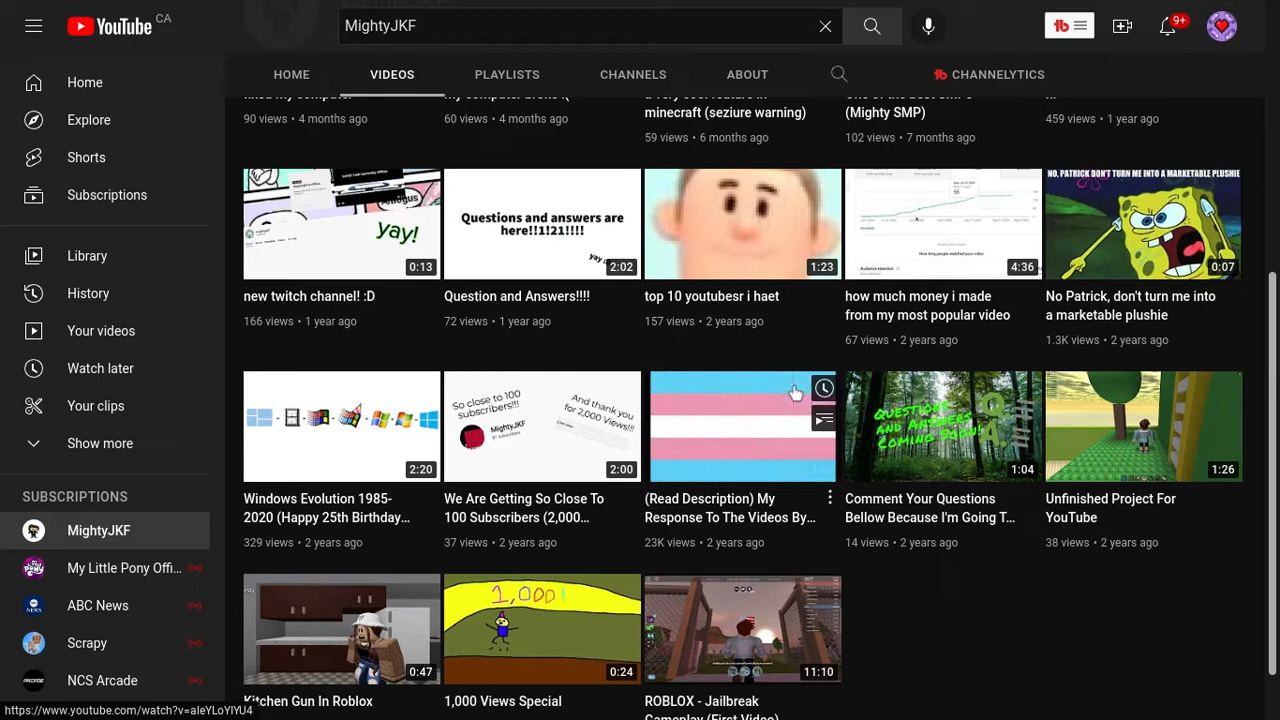 YouTube CA
MightyJKF
9+
HOME VIDEOS PLAYLISTS CHANNELS ABOUT CHANNELYTICS
Home
Explore
Shorts
Subscriptions
Library
History
Your videos
Watch later
Your clips
Show more
SUBSCRIPTIONS
MightyJKF
My Little Pony Offi...
ABC News
Scrapy
NCS Arcade
90 views • 4 months ago
60 views • 4 months ago
minecraft (seziure warning)
59 views • 6 months ago
(Mighty SMP)
102 views • 7 months ago
459 views • 1 year ago
yay!
0:13
new twitch channel! :D
166 views • 1 year ago
Questions and answers are
here!!1!21!!!!
2:02
Question and Answers!!!!
72 views • 1 year ago
1:23
top 10 youtubesr i haet
157 views • 2 years ago
55
4:36
how much money i made
from my most popular video
67 views • 2 years ago
NO, PATRICK DON'T TURN ME INTO A MARKETABLE PLUSHIE
0:07
No Patrick, don't turn me into
a marketable plushie
1.3K views • 2 years ago
2:20
Windows Evolution 1985-
2020 (Happy 25th Birthday...
329 views • 2 years ago
So close to 100
subscribers!!!
MightyJKF
And thank you
for 2,000 Views!!!
2:00
We Are Getting So Close To
100 Subscribers (2,000...
37 views • 2 years ago
(Read Description) My
Response To The Videos By...
23K views • 2 years ago
QUESTIONS
AND ANSWERS
COMING SOON!
Q
&
A
1:04
Comment Your Questions
Bellow Because I'm Going T...
14 views • 2 years ago
1:26
Unfinished Project For
YouTube
38 views • 2 years ago
0:47
Kitchen Gun In Roblox
1,000!
0:24
1,000 Views Special
11:10
ROBLOX - Jailbreak
Gameplay (First Video)
https://www.youtube.com/watch?v=aIeYLoYIYU4